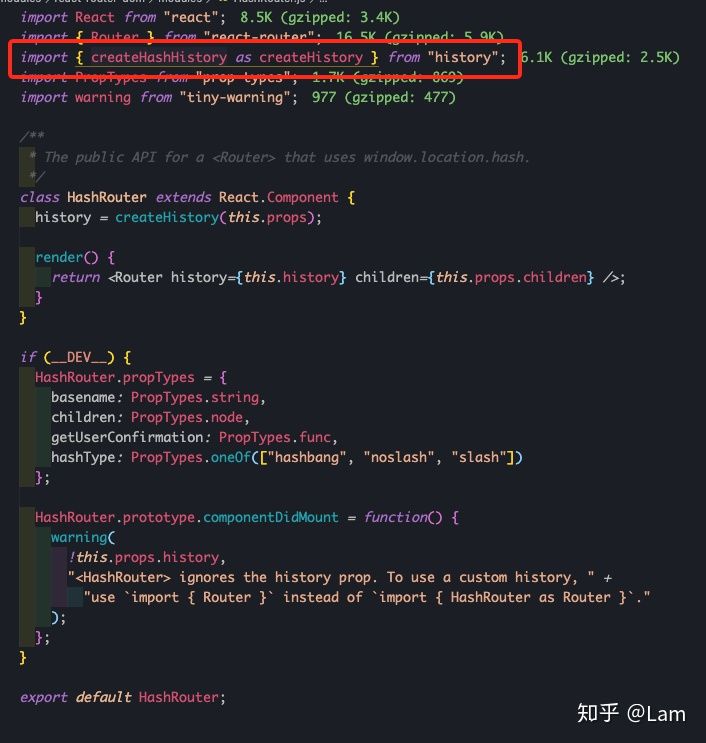 import React from "react"; 8.5K (gzipped: 3.4K)
import { Router } from "react-router"; 16.5K (gzipped: 5.9K)
import { createHashHistory as createHistory } from "history"; 6.1K (gzipped: 2.5K)
import PropTypes from "prop-types"; 1.7K (gzipped: 869)
import warning from "tiny-warning"; 977 (gzipped: 477)
/**
* The public API for a <Router> that uses window.location.hash.
*/
class HashRouter extends React.Component {
history = createHistory(this.props);
render() {
return <Router history={this.history} children={this.props.children} />;
}
}
if (__DEV__) {
HashRouter.propTypes = {
basename: PropTypes.string,
children: PropTypes.node,
getUserConfirmation: PropTypes.func,
hashType: PropTypes.oneOf(["hashbang", "noslash", "slash"])
};
HashRouter.prototype.componentDidMount = function() {
warning(
!this.props.history,
"<HashRouter> ignores the history prop. To use a custom history, " +
"use `import { Router }` instead of `import { HashRouter as Router }`."
);
};
}
export default HashRouter;
知乎 @Lam